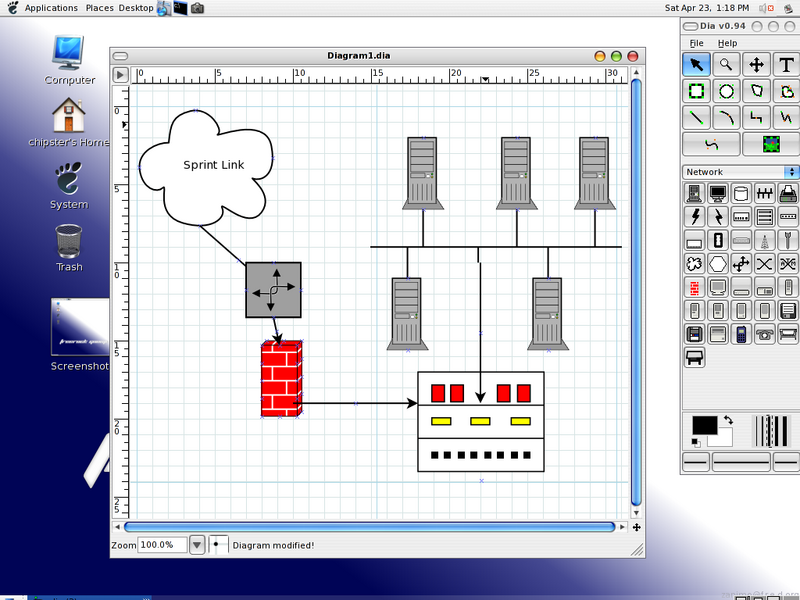 Applications Places Desktop
Sat Apr 23, 1:18 PM
Computer
chipster's Home
System
Trash
Screenshot
Diagram1.dia
0 5 10 15 20 25 30
0
5
10
15
20
25
Sprint Link
Zoom 100.0% Diagram modified!
Dia v0.94
File Help
T
Network